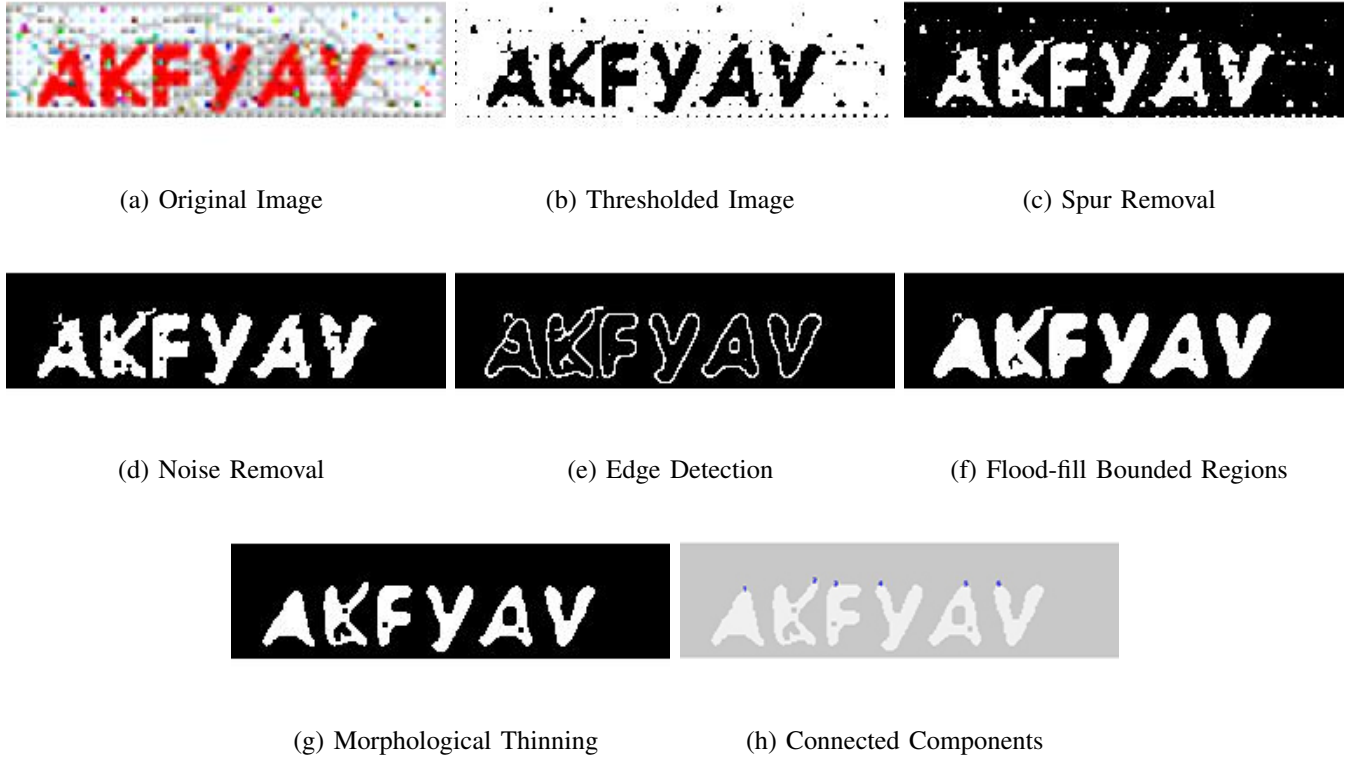 AKFYAV AKFYAV AKFYAV
(a) Original Image (b) Thresholded Image (c) Spur Removal
AKFYAV AKFYAV AKFYAV
(d) Noise Removal (e) Edge Detection (f) Flood-fill Bounded Regions
AKFYAV AKFYAV
(g) Morphological Thinning (h) Connected Components